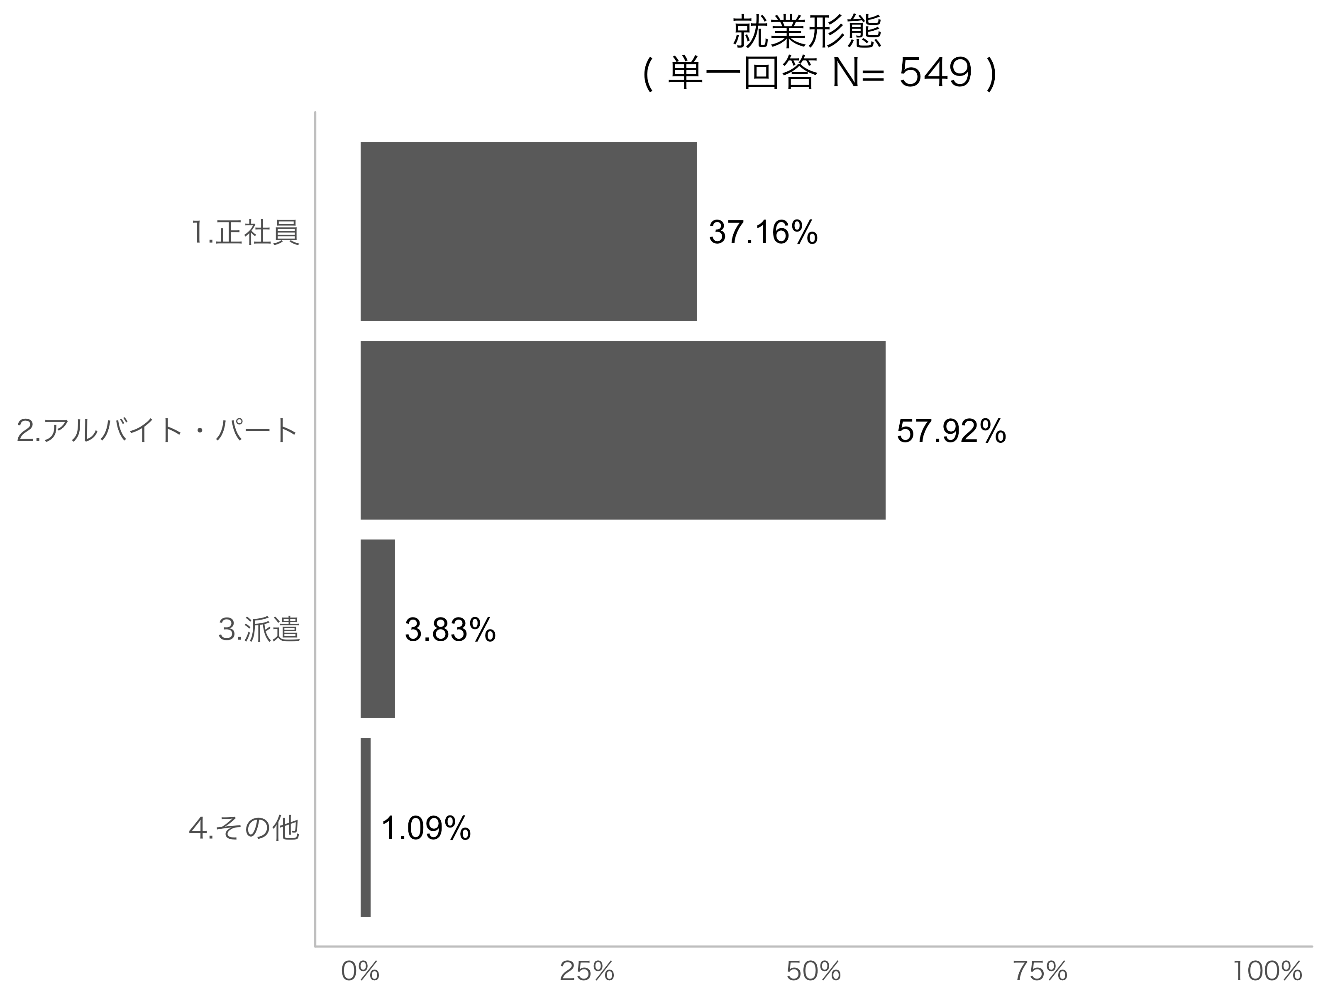 就業形態
( 単一回答 N= 549 )
1.正社員
37.16%
2.アルバイト・パート
57.92%
3.派遣
3.83%
4.その他
1.09%
0% 25% 50% 75% 100%